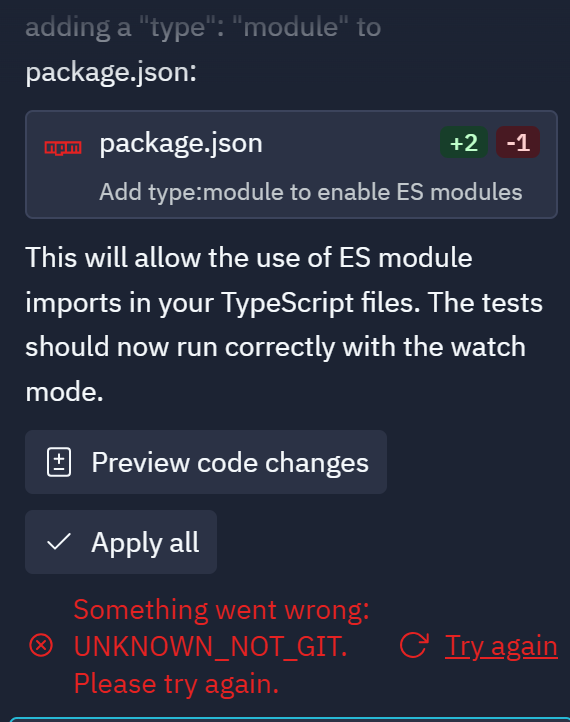 adding a "type": "module" to
package.json:
npm package.json +2 -1
Add type:module to enable ES modules
This will allow the use of ES module
imports in your TypeScript files. The tests
should now run correctly with the watch
mode.
Preview code changes
Apply all
Something went wrong:
UNKNOWN_NOT_GIT. Try again
Please try again.